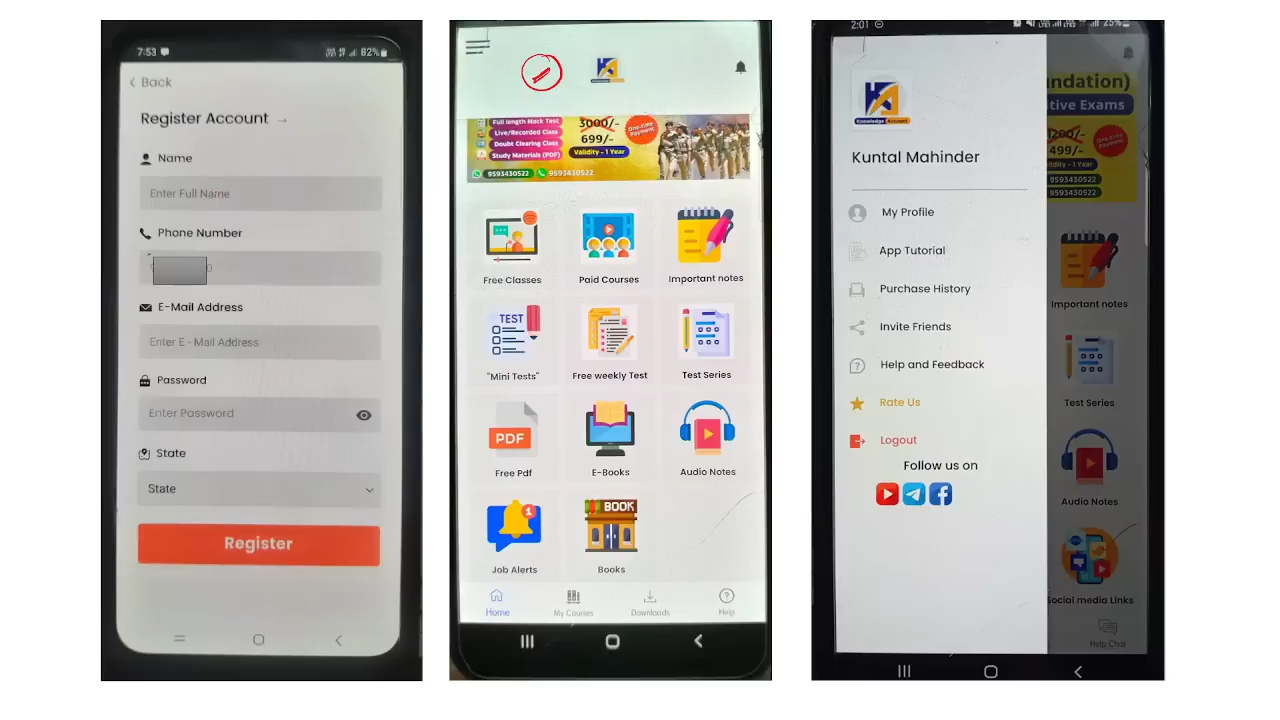 7:53
82%
Back
Register Account →
Name
Enter Full Name
Phone Number
E-Mail Address
Enter E - Mail Address
Password
Enter Password
State
State
Register
Full length Mock Test
Live/Recorded Class
Doubt Clearing Class
Study Materials (PDF)
3000/-
699/-
Validity - 1 Year
One-time
Payment
9593430522
9593430522
Free Classes
Paid Courses
Important notes
TEST
"Mini Tests"
Free weekly Test
Test Series
PDF
Free Pdf
E-Books
Audio Notes
1
BOOK
Job Alerts
Books
Home
My Courses
Downloads
Help
2:01
25%
KA
Knowledge Account
Kuntal Mahinder
My Profile
App Tutorial
Purchase History
Invite Friends
Help and Feedback
Rate Us
Logout
Follow us on
undation)
tive Exams
1200/-
499/-
Validity - 1 Year
9593430522
9593430522
Important notes
Test Series
Audio Notes
Social media Links
Help Chat